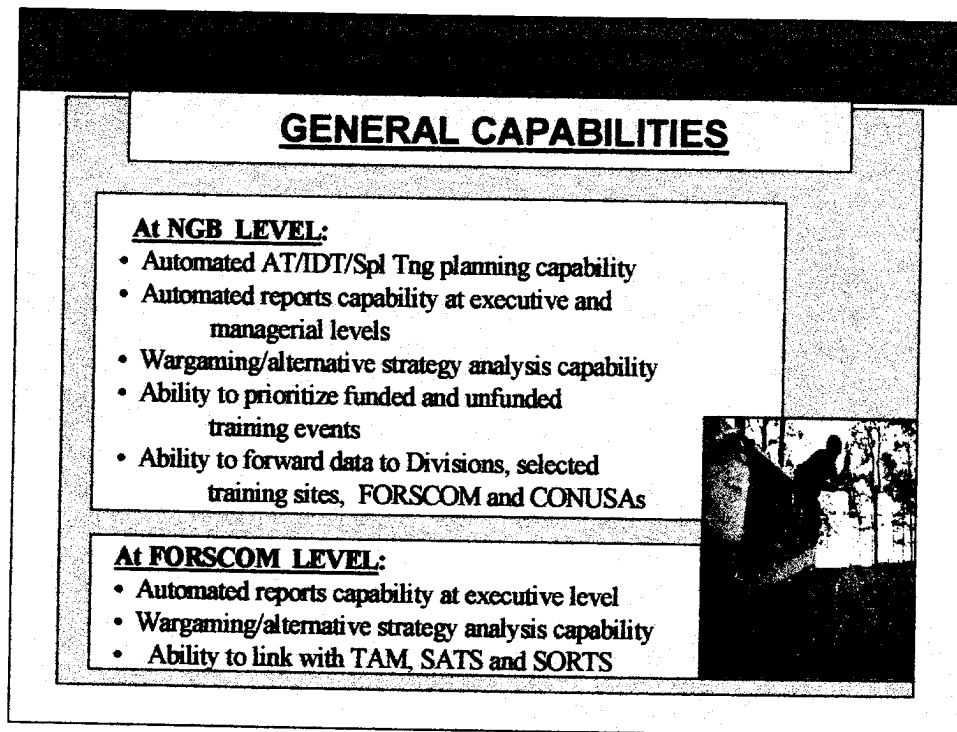 GENERAL CAPABILITIES
At NGB LEVEL:
• Automated AT/IDT/Spl Tng planning capability
• Automated reports capability at executive and
managerial levels
• Wargaming/alternative strategy analysis capability
• Ability to prioritize funded and unfunded
training events
• Ability to forward data to Divisions, selected
training sites, FORSCOM and CONUSAs
At FORSCOM LEVEL:
• Automated reports capability at executive level
• Wargaming/alternative strategy analysis capability
• Ability to link with TAM, SATS and SORTS